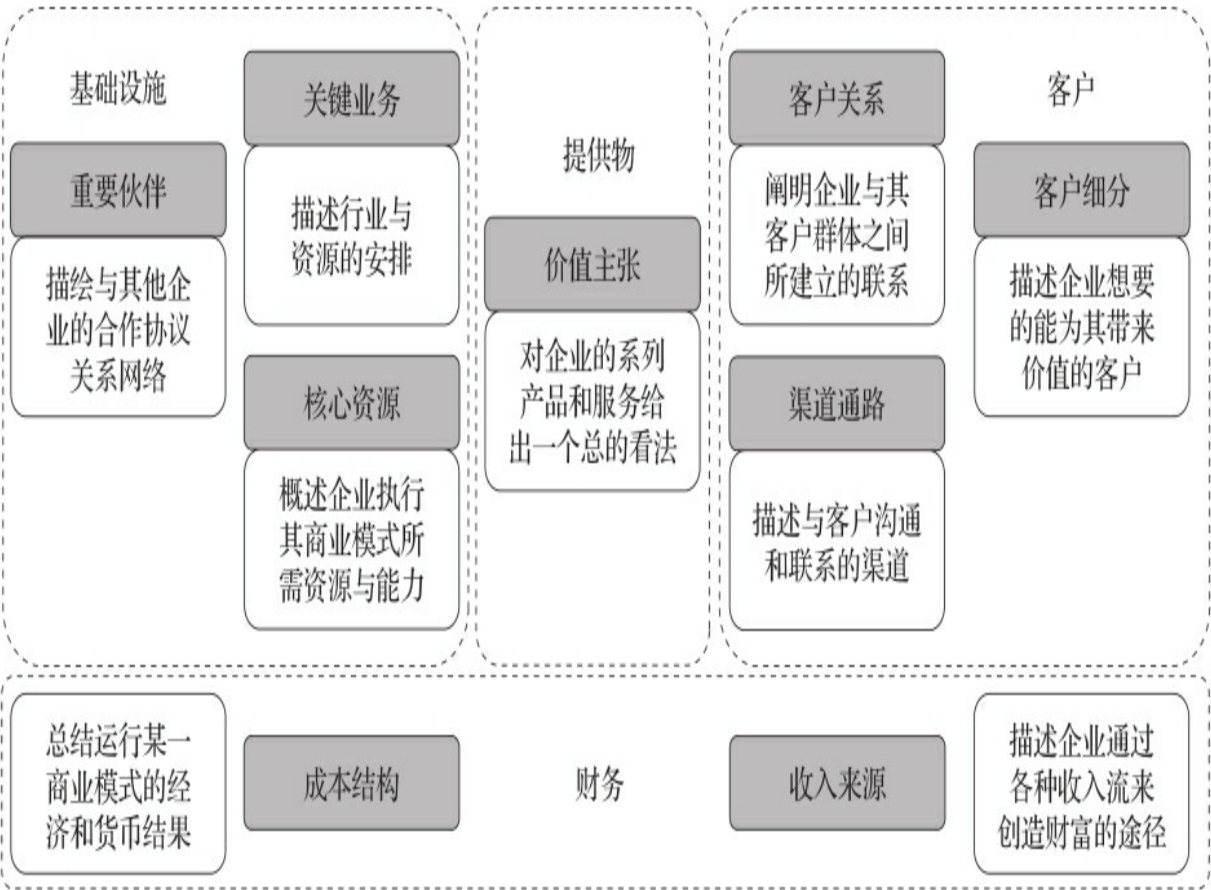 基础设施
重要伙伴
描绘与其他企
业的合作协议
关系网络
关键业务
描述行业与
资源的安排
核心资源
概述企业执行
其商业模式所
需资源与能力
提供物
价值主张
对企业的系列
产品和服务给
出一个总的看法
客户关系
阐明企业与其
客户群体之间
所建立的联系
渠道通路
描述与客户沟通
和联系的渠道
客户
客户细分
描述企业想要
的能为其带来
价值的客户
总结运行某一
商业模式的经
济和货币结果
成本结构
财务
收入来源
描述企业通过
各种收入流来
创造财富的途径